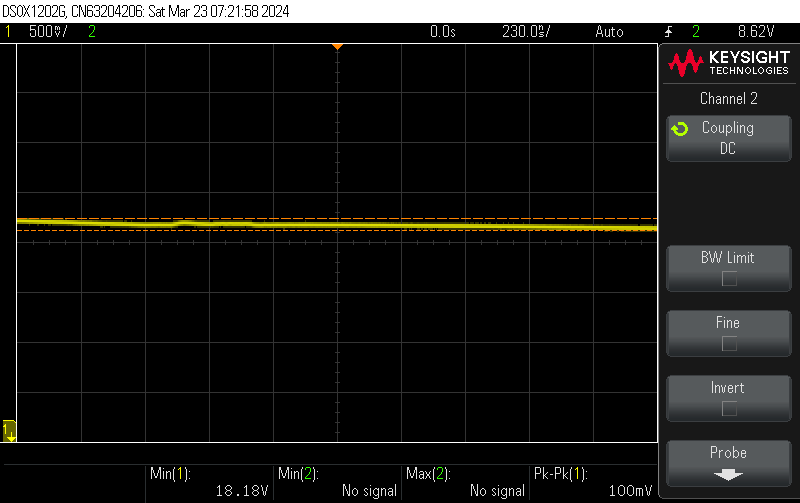 DSOX1202G, CN63204206: Sat Mar 23 07:21:58 2024
1 500mV/ 2 0.0s 230.0ms/ Auto 2 8.62V
KEYSIGHT
TECHNOLOGIES
Channel 2
Coupling
DC
BW Limit
Fine
Invert
Probe
1
Min(1):
18.18V
Min(2):
No signal
Max(2):
No signal
Pk-Pk(1):
100mV